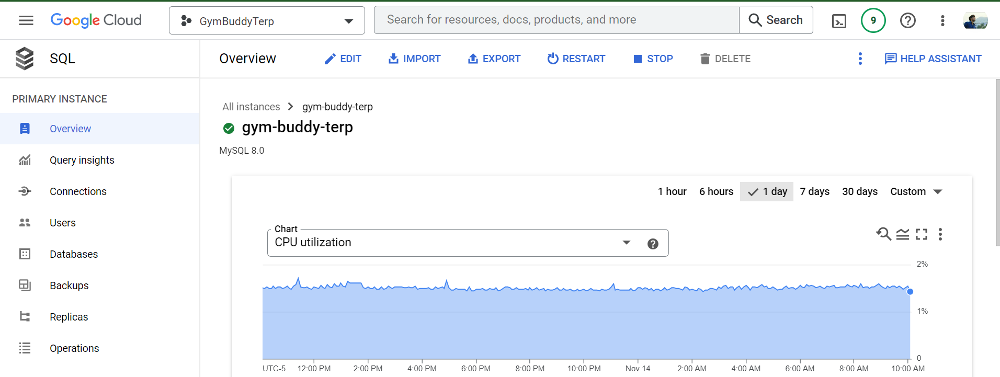 Google Cloud
GymBuddyTerp
Search for resources, docs, products, and more
Search
9
SQL
Overview
EDIT
IMPORT
EXPORT
RESTART
STOP
DELETE
HELP ASSISTANT
PRIMARY INSTANCE
Overview
Query insights
Connections
Users
Databases
Backups
Replicas
Operations
All instances > gym-buddy-terp
gym-buddy-terp
MySQL 8.0
1 hour 6 hours 1 day 7 days 30 days Custom
Chart
CPU utilization
2%
1%
0
UTC-5 12:00 PM 2:00 PM 4:00 PM 6:00 PM 8:00 PM 10:00 PM Nov 14 2:00 AM 4:00 AM 6:00 AM 8:00 AM 10:00 AM